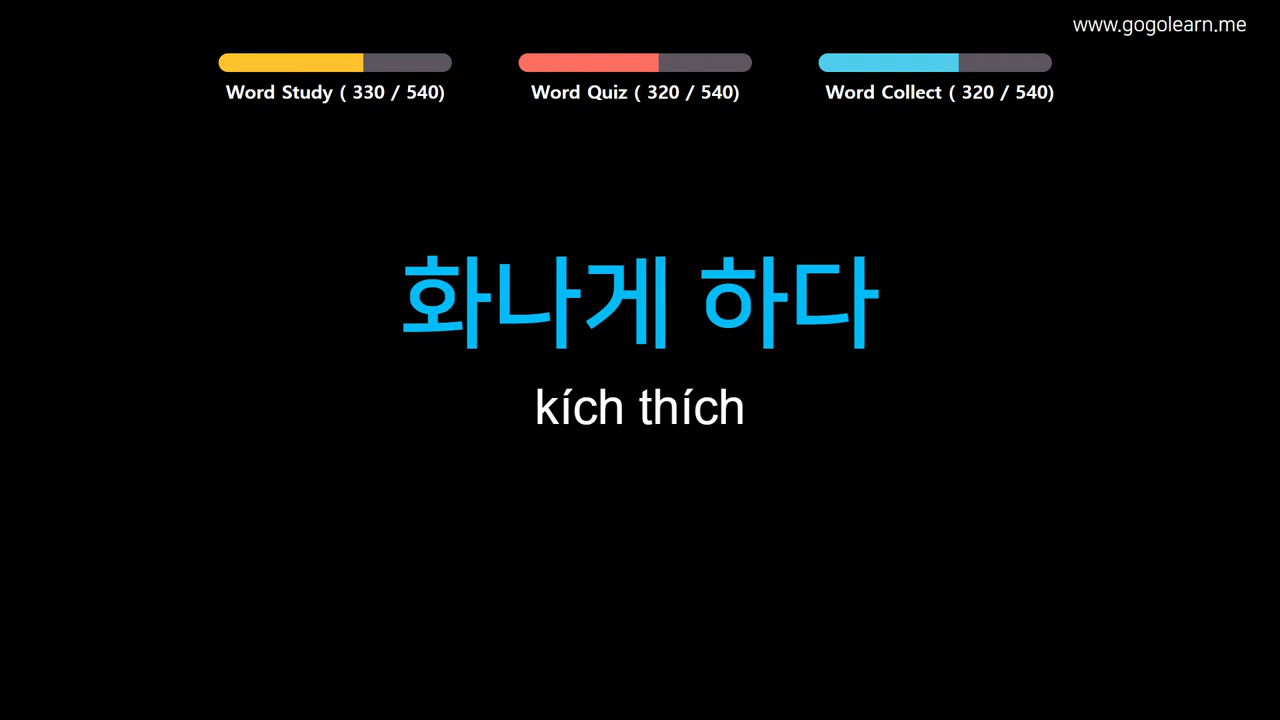 www.gogolearn.me
Word Study ( 330 / 540)
Word Quiz ( 320 / 540)
Word Collect ( 320 / 540)
화나게 하다
kích thích